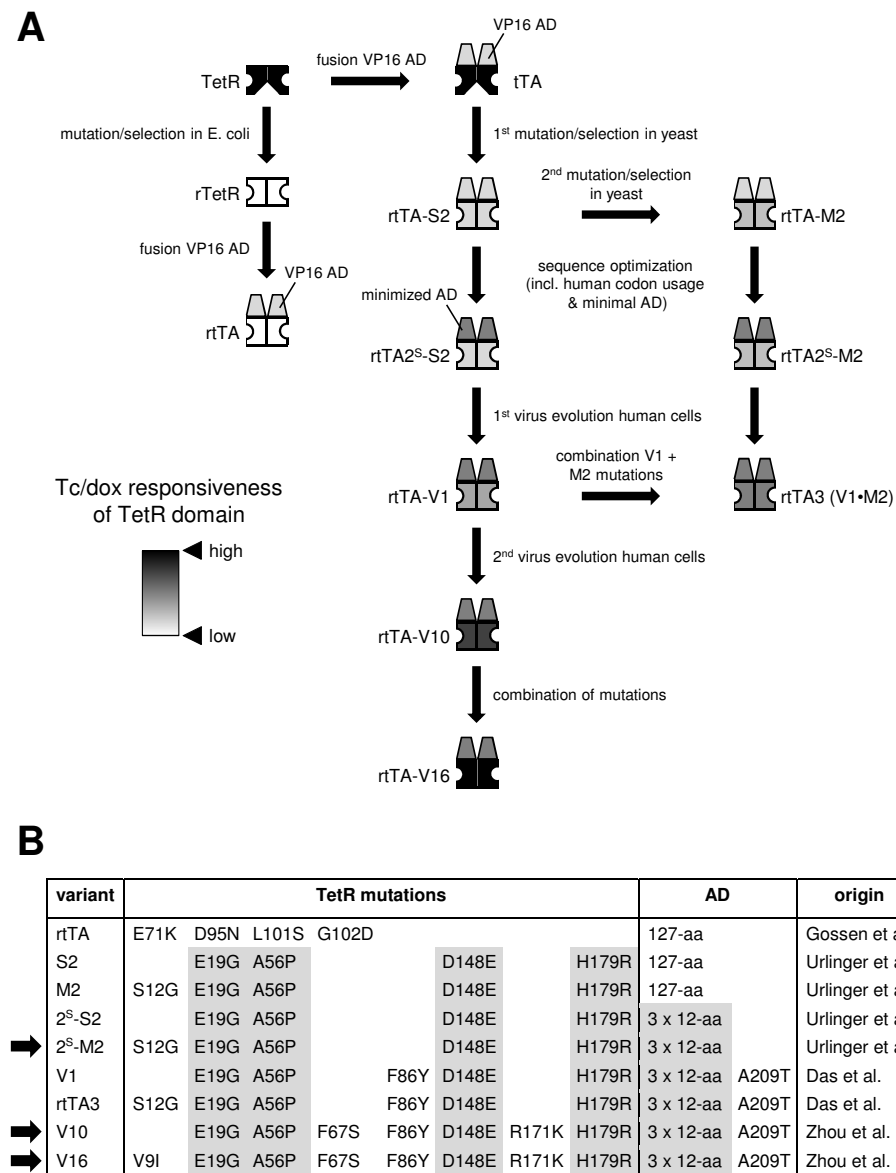 A
VP16 AD
fusion VP16 AD
TetR
tTA
mutation/selection in E. coli
1st mutation/selection in yeast
2nd mutation/selection
in yeast
rTetR
rtTA-S2
rtTA-M2
fusion VP16 AD
VP16 AD
sequence optimization
(incl. human codon usage
& minimal AD)
minimized AD
rtTA
rtTA2S-S2
rtTA2S-M2
1st virus evolution human cells
combination V1 +
M2 mutations
Tc/dox responsiveness
of TetR domain
rtTA-V1
rtTA3 (V1•M2)
high
low
2nd virus evolution human cells
rtTA-V10
combination of mutations
rtTA-V16
B
variant TetR mutations AD origin
rtTA E71K D95N L101S G102D 127-aa Gossen et a
S2 E19G A56P D148E H179R 127-aa Urlinger et a
M2 S12G E19G A56P D148E H179R 127-aa Urlinger et a
2S-S2 E19G A56P D148E H179R 3 x 12-aa Urlinger et a
2S-M2 S12G E19G A56P D148E H179R 3 x 12-aa Urlinger et a
V1 E19G A56P F86Y D148E H179R 3 x 12-aa A209T Das et al.
rtTA3 S12G E19G A56P F86Y D148E H179R 3 x 12-aa A209T Das et al.
V10 E19G A56P F67S F86Y D148E R171K H179R 3 x 12-aa A209T Zhou et al.
V16 V9I E19G A56P F67S F86Y D148E R171K H179R 3 x 12-aa A209T Zhou et al.